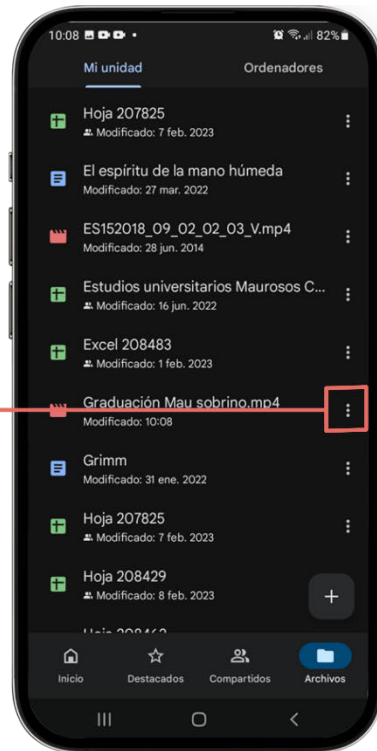 10:08
82%
Mi unidad
Ordenadores
Hoja 207825
Modificado: 7 feb. 2023
El espíritu de la mano húmeda
Modificado: 27 mar. 2022
ES152018_09_02_02_03_V.mp4
Modificado: 28 jun. 2014
Estudios universitarios Maurosos C...
Modificado: 16 jun. 2022
Excel 208483
Modificado: 1 feb. 2023
Graduación Mau sobrino.mp4
Modificado: 10:08
Grimm
Modificado: 31 ene. 2022
Hoja 207825
Modificado: 7 feb. 2023
Hoja 208429
Modificado: 8 feb. 2023
Inicio
Destacados
Compartidos
Archivos